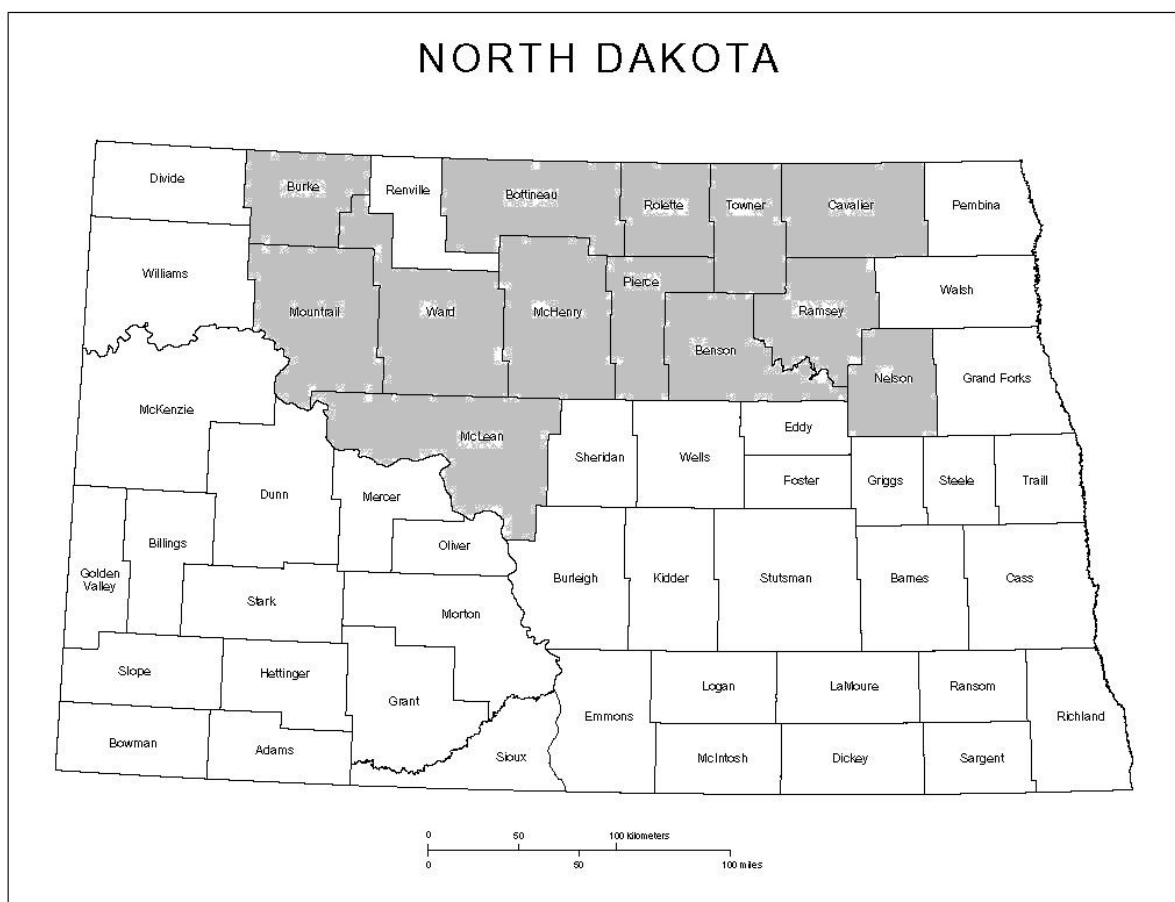 NORTH DAKOTA
Divide
Burke
Renville
Bottineau
Rolette
Towner
Cavalier
Pembina
Williams
Mountrail
Ward
McHenry
Pierce
Ramsey
Walsh
Benson
Nelson
Grand Forks
McKenzie
McLean
Sheridan
Wells
Eddy
Foster
Griggs
Steele
Traill
Dunn
Mercer
Oliver
Golden
Valley
Billings
Stark
Morton
Burleigh
Kidder
Stutsman
Barnes
Cass
Slope
Hettinger
Grant
Logan
LaMoure
Ransom
Richland
Bowman
Adams
Sioux
Emmons
McIntosh
Dickey
Sargent
0 50 100 kilometers
0 50 100 miles